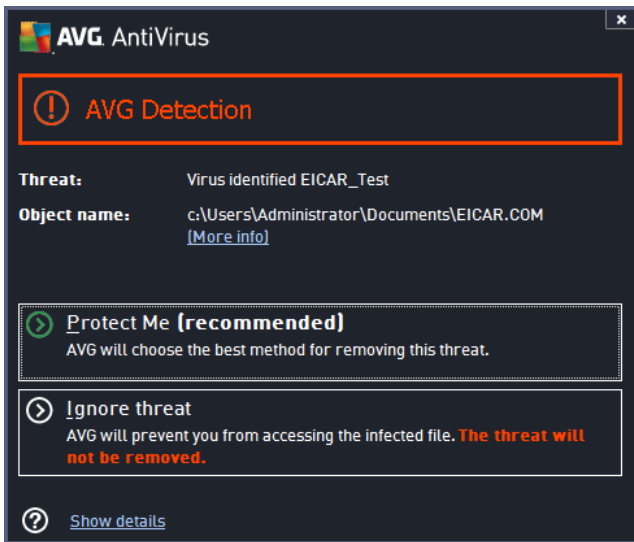 AVG. AntiVirus
AVG Detection
Threat: Virus identified EICAR_Test
Object name: c:\Users\Administrator\Documents\EICAR.COM
(More info)
Protect Me (recommended)
AVG will choose the best method for removing this threat.
Ignore threat
AVG will prevent you from accessing the infected file. The threat will
not be removed.
Show details